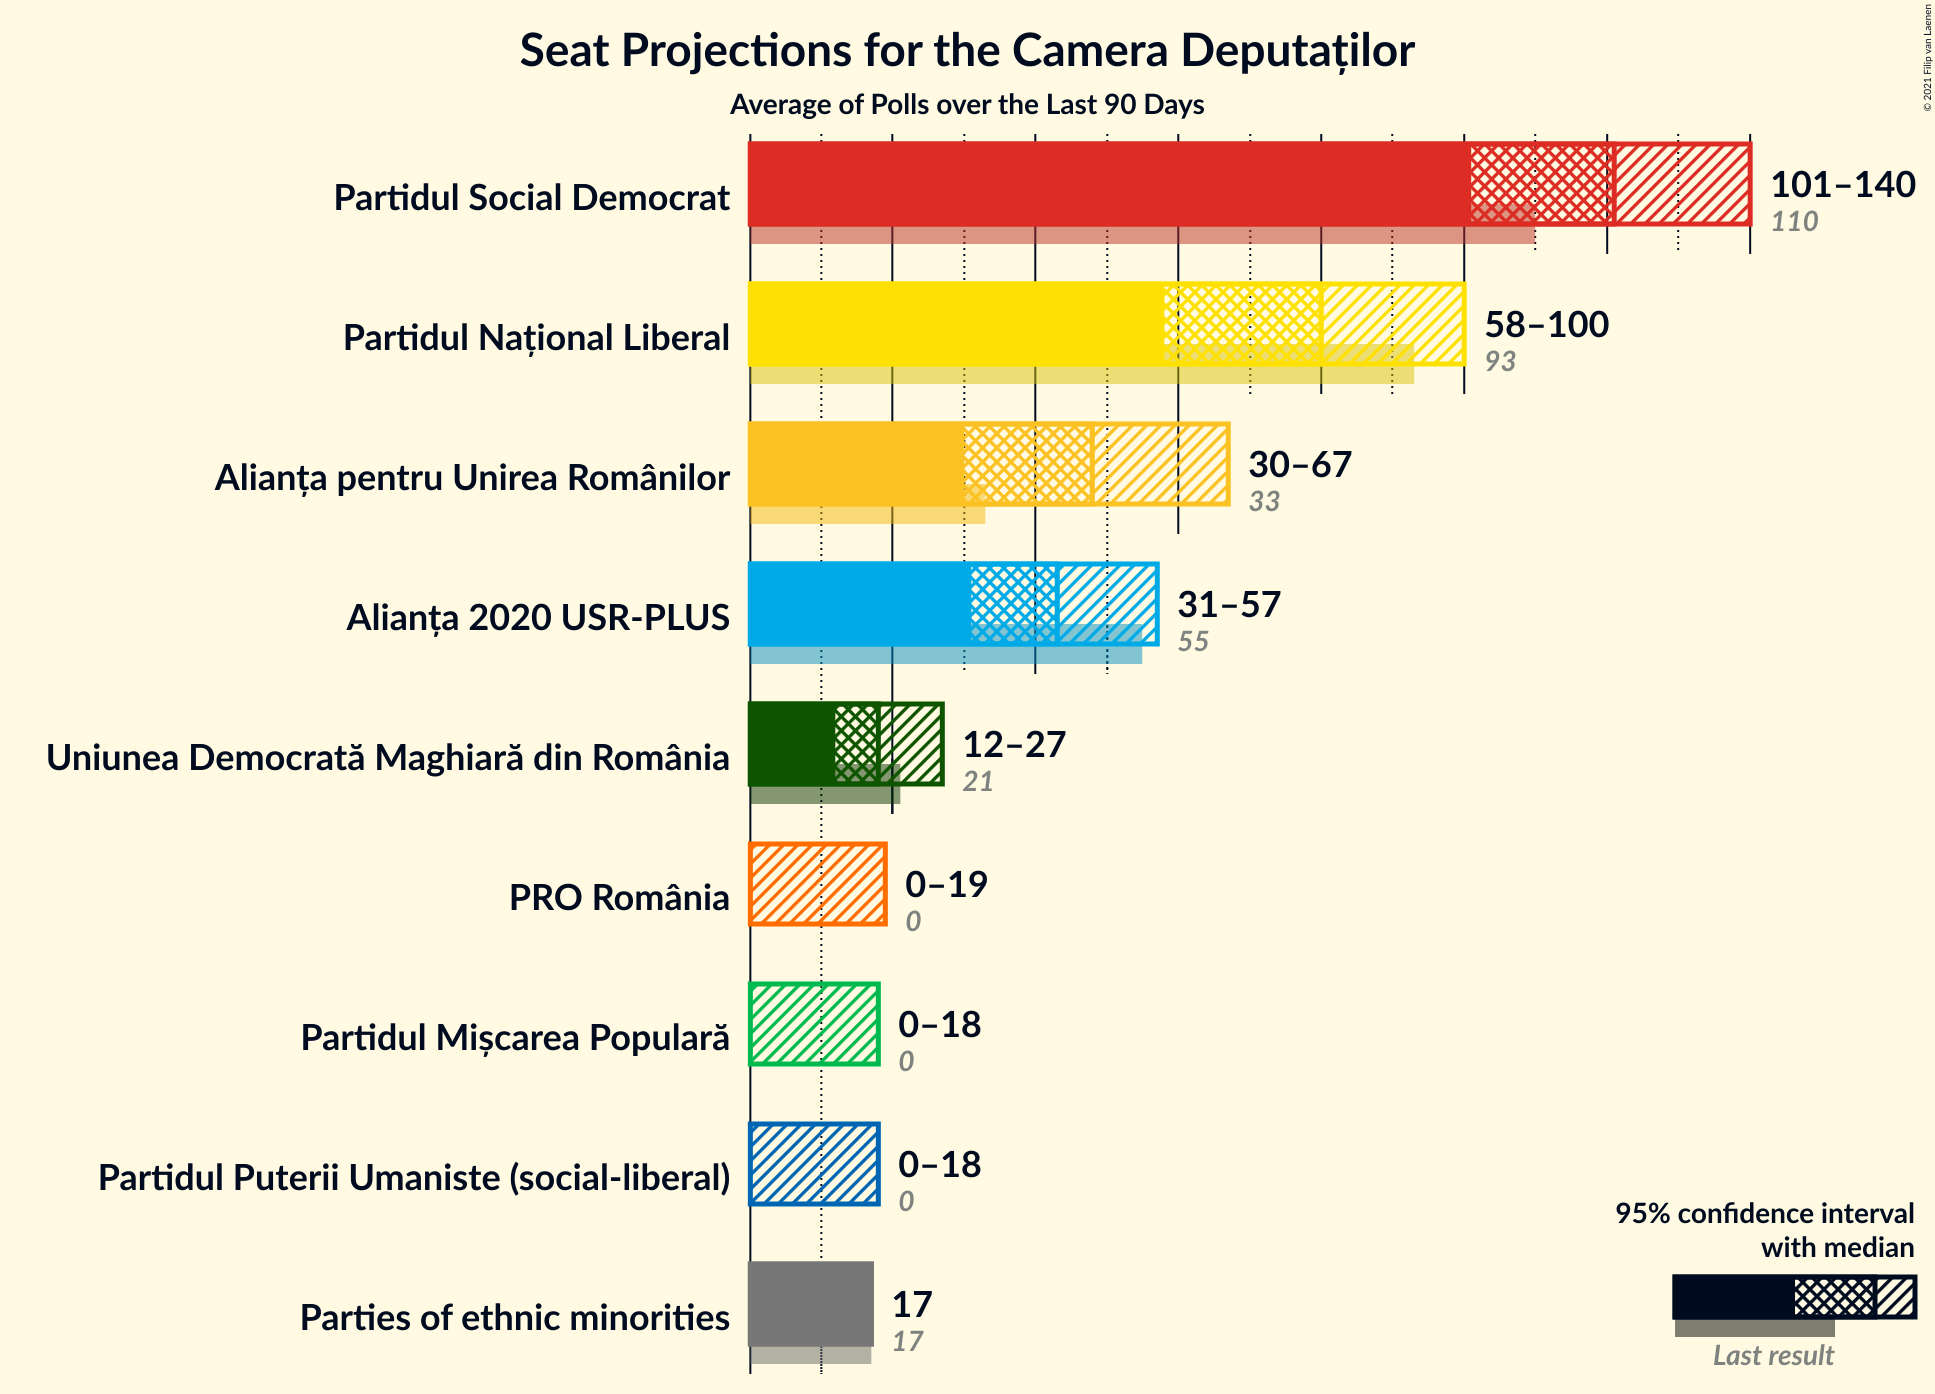 Seat Projections for the Camera Deputaților
Average of Polls over the Last 90 Days
© 2021 Filip van Laenen
Partidul Social Democrat
101–140
110
Partidul Național Liberal
58–100
93
Alianța pentru Unirea Românilor
30–67
33
Alianța 2020 USR-PLUS
31–57
55
Uniunea Democrată Maghiară din România
12–27
21
PRO România
0–19
0
Partidul Mișcarea Populară
0–18
0
Partidul Puterii Umaniste (social-liberal)
0–18
0
Parties of ethnic minorities
17
17
95% confidence interval
with median
Last result